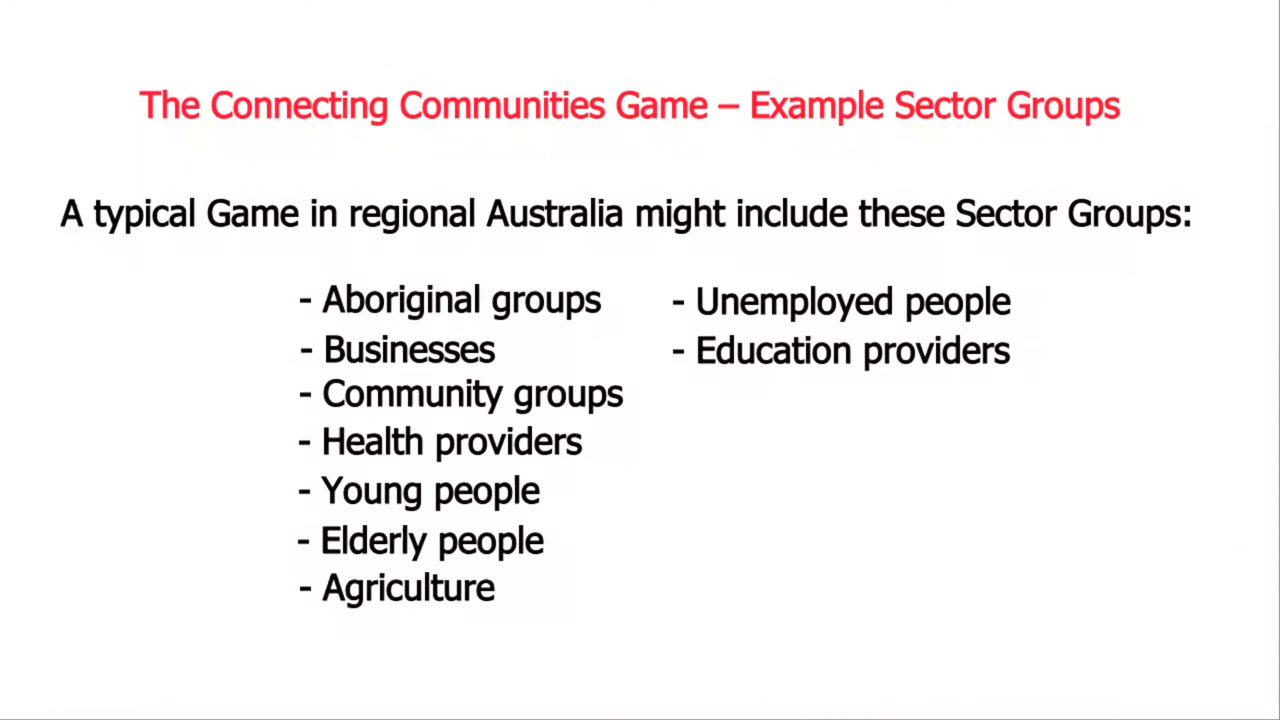 The Connecting Communities Game – Example Sector Groups
A typical Game in regional Australia might include these Sector Groups:
- Aboriginal groups
- Businesses
- Community groups
- Health providers
- Young people
- Elderly people
- Agriculture
- Unemployed people
- Education providers